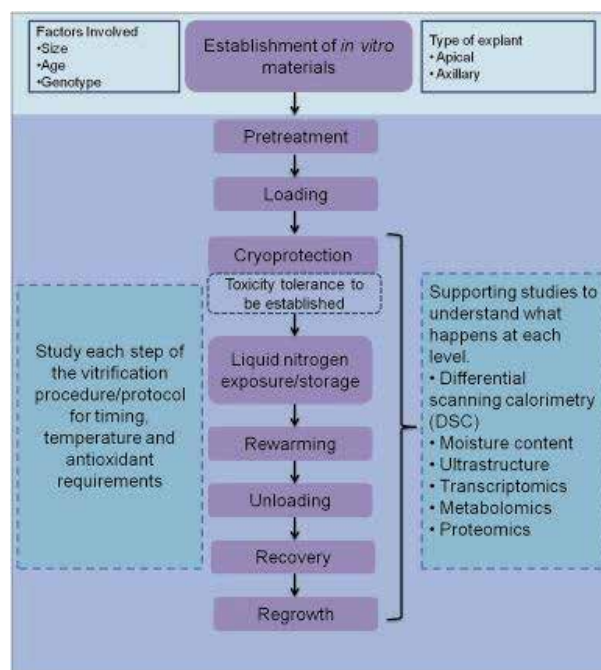 Factors Involved
•Size
•Age
•Genotype
Establishment of in vitro
materials
Type of explant
•Apical
•Axillary
Pretreatment
Loading
Cryoprotection
Toxicity tolerance to
be established
Study each step of
the vitrification
procedure/protocol
for timing,
temperature and
antioxidant
requirements
Liquid nitrogen
exposure/storage
Rewarming
Unloading
Recovery
Regrowth
Supporting studies to
understand what
happens at each
level.
• Differential
scanning calorimetry
(DSC)
• Moisture content
• Ultrastructure
• Transcriptomics
• Metabolomics
• Proteomics